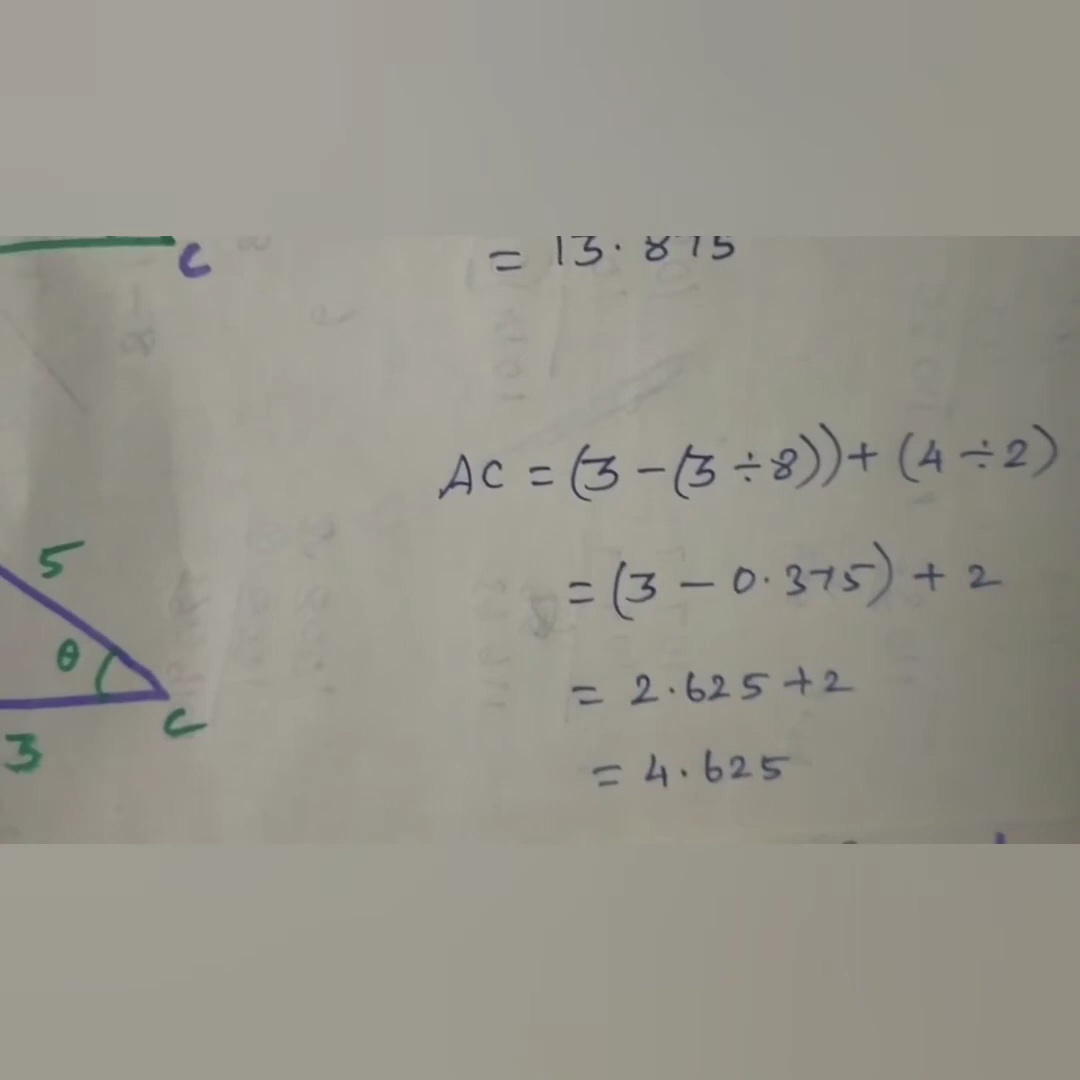 C
= 13.875
AC = (3 - (3 ÷ 8)) + (4 ÷ 2)
= (3 - 0.375) + 2
5
θ
= 2.625 + 2
C
3
= 4.625